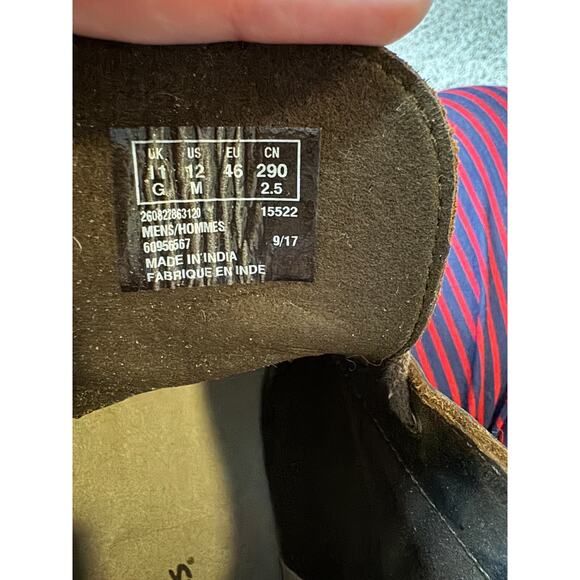 UK US EU CN
11 12 46 290
G M 2.5
260827863120 15522
MENS/HOMMES
60956567 9/17
MADE IN INDIA
FABRIQUE EN INDE
s.